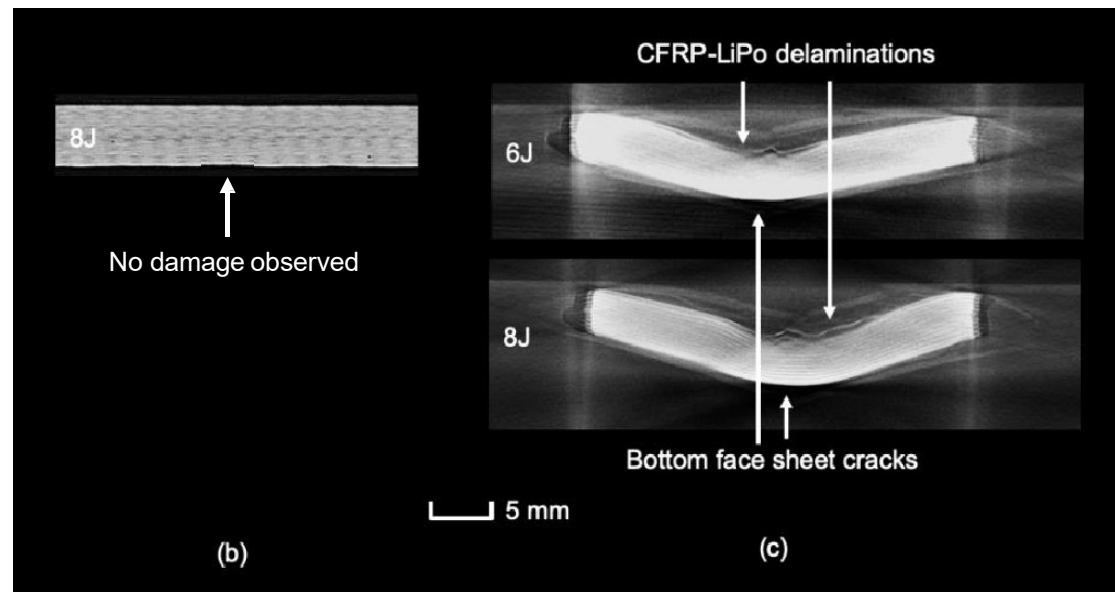 CFRP-LiPo delaminations
8J
6J
No damage observed
8J
Bottom face sheet cracks
5 mm
(b)
(c)